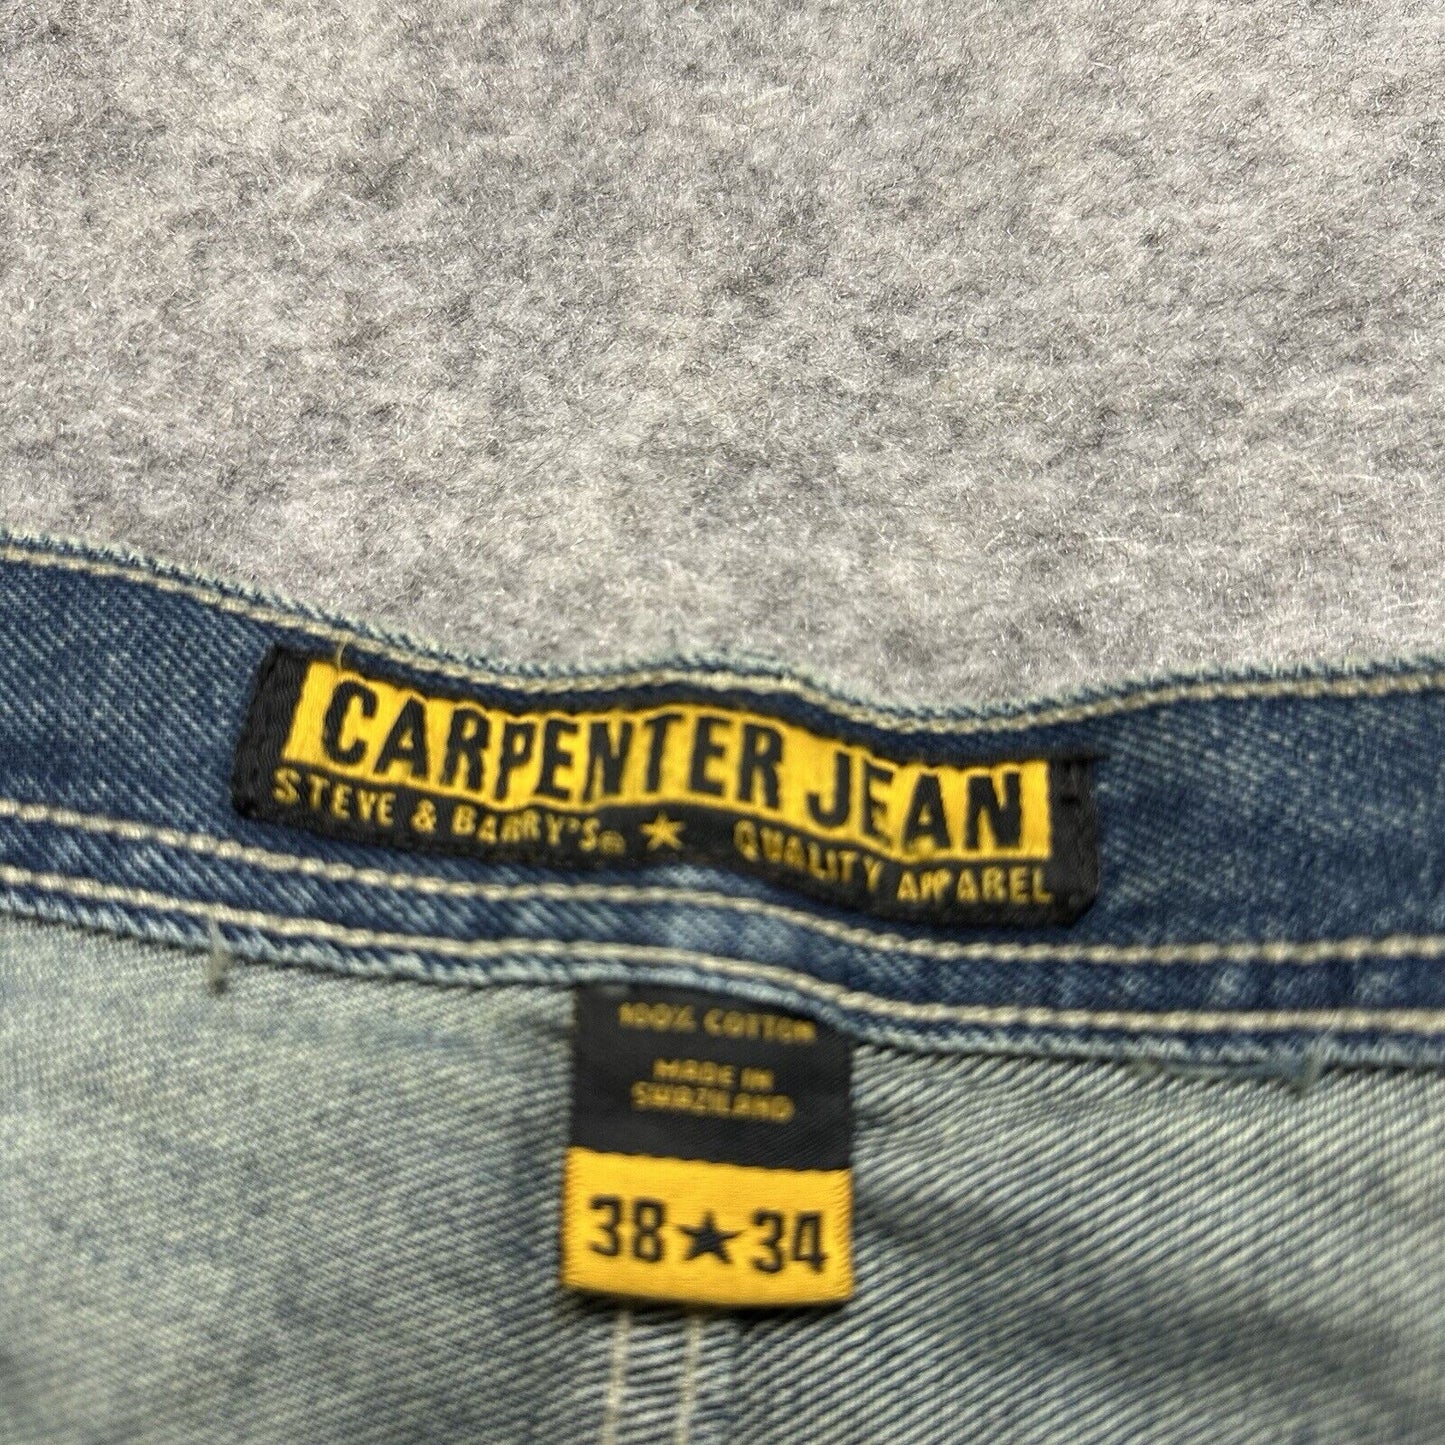 CARPENTER JEAN
STEVE & BARRY'S ★ QUALITY APPAREL
100% COTTON
MADE IN
SWAZILAND
38★34